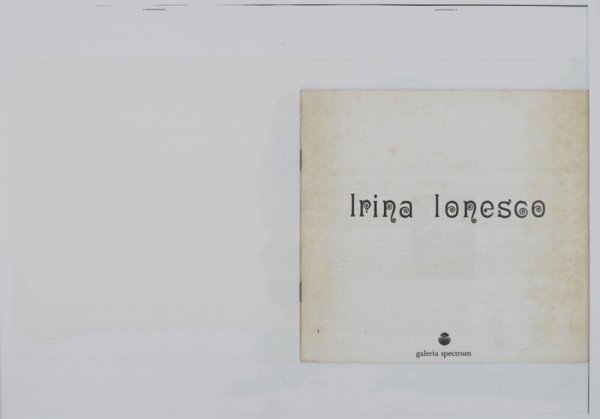 Irina Ionesco
galeria spectrum